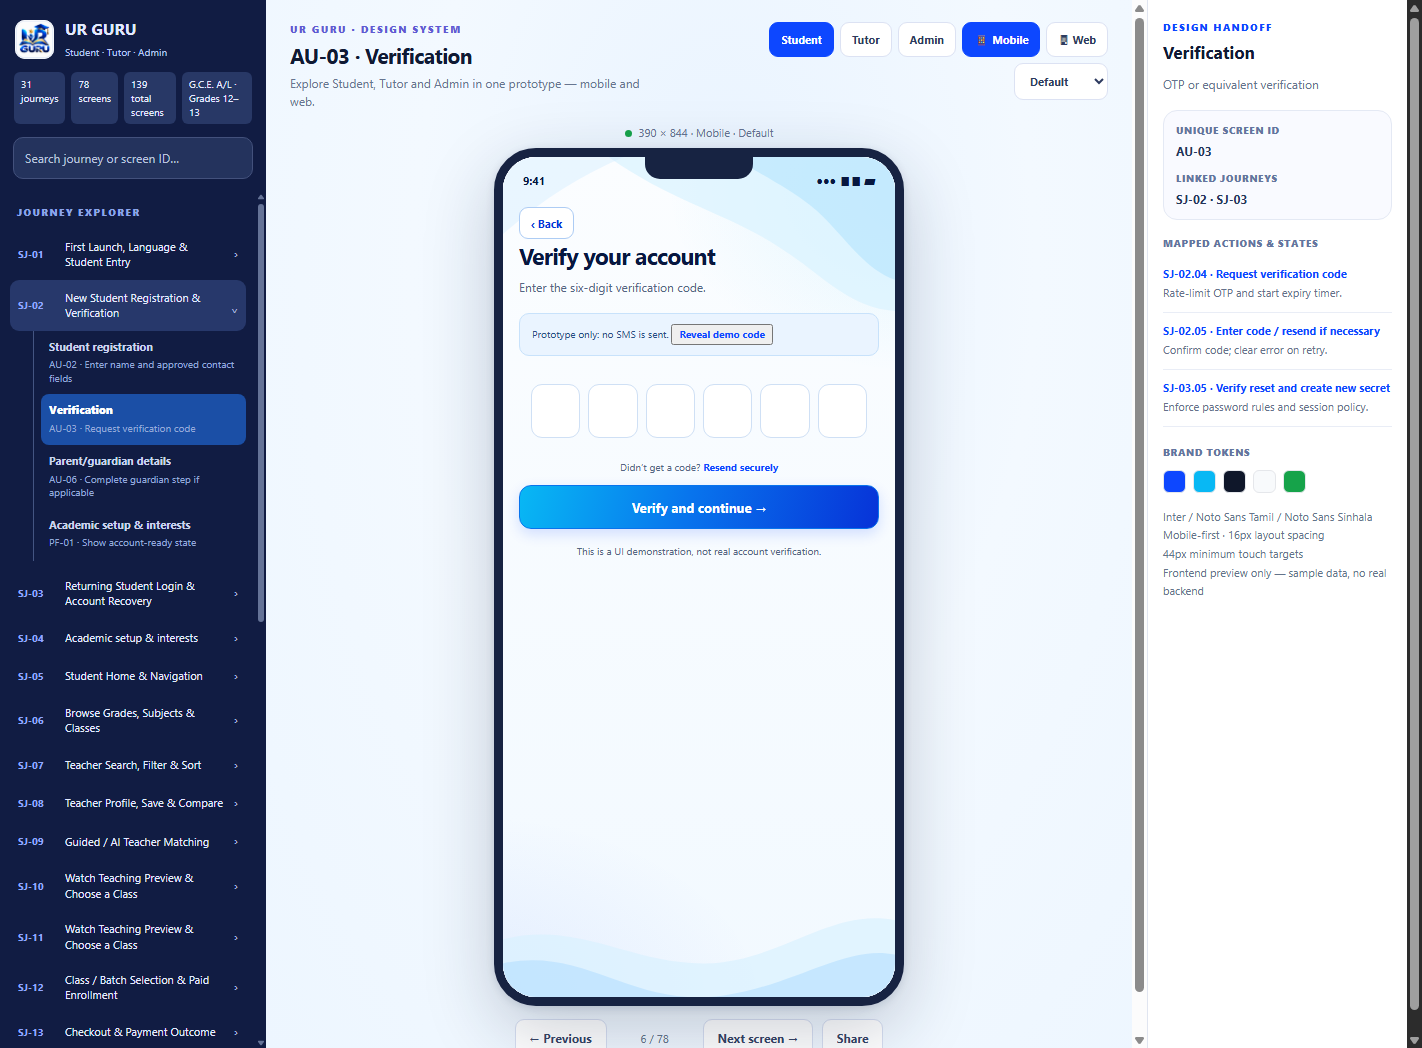 UR GURU
Student · Tutor · Admin
31 journeys
78 screens
139 total screens
G.C.E. A/L · Grades 12–13
Search journey or screen ID...
JOURNEY EXPLORER
SJ-01 First Launch, Language & Student Entry ›
SJ-02 New Student Registration & Verification
Student registration
AU-02 · Enter name and approved contact fields
Verification
AU-03 · Request verification code
Parent/guardian details
AU-06 · Complete guardian step if applicable
Academic setup & interests
PF-01 · Show account-ready state
SJ-03 Returning Student Login & Account Recovery ›
SJ-04 Academic setup & interests ›
SJ-05 Student Home & Navigation ›
SJ-06 Browse Grades, Subjects & Classes ›
SJ-07 Teacher Search, Filter & Sort ›
SJ-08 Teacher Profile, Save & Compare ›
SJ-09 Guided / AI Teacher Matching ›
SJ-10 Watch Teaching Preview & Choose a Class ›
SJ-11 Watch Teaching Preview & Choose a Class ›
SJ-12 Class / Batch Selection & Paid Enrollment ›
SJ-13 Checkout & Payment Outcome ›
UR GURU · DESIGN SYSTEM
AU-03 · Verification
Explore Student, Tutor and Admin in one prototype — mobile and
web.
Student Tutor Admin Mobile Web
Default
390 × 844 · Mobile · Default
9:41
‹ Back
Verify your account
Enter the six-digit verification code.
Prototype only: no SMS is sent. Reveal demo code
Didn't get a code? Resend securely
Verify and continue →
This is a UI demonstration, not real account verification.
← Previous 6 / 78 Next screen → Share
DESIGN HANDOFF
Verification
OTP or equivalent verification
UNIQUE SCREEN ID
AU-03
LINKED JOURNEYS
SJ-02 · SJ-03
MAPPED ACTIONS & STATES
SJ-02.04 · Request verification code
Rate-limit OTP and start expiry timer.
SJ-02.05 · Enter code / resend if necessary
Confirm code; clear error on retry.
SJ-03.05 · Verify reset and create new secret
Enforce password rules and session policy.
BRAND TOKENS
Inter / Noto Sans Tamil / Noto Sans Sinhala
Mobile-first · 16px layout spacing
44px minimum touch targets
Frontend preview only — sample data, no real
backend